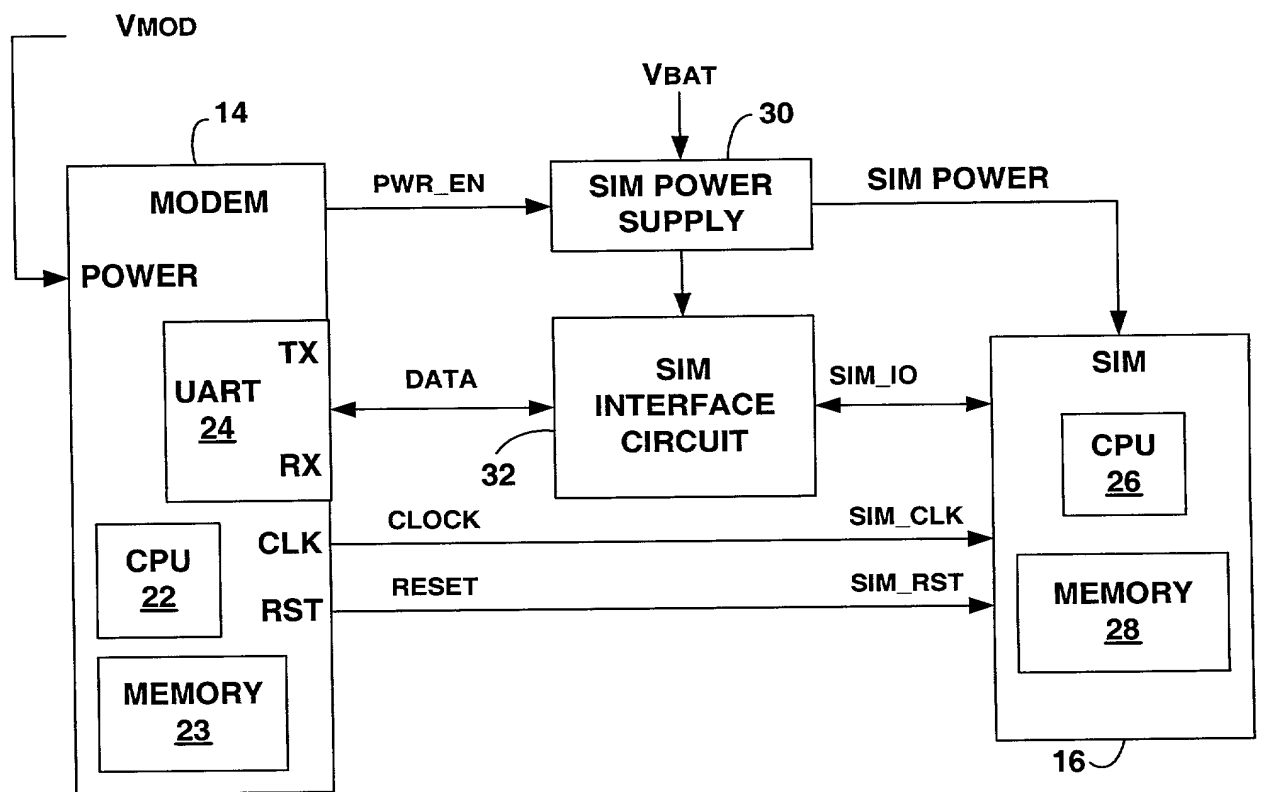 VMOD
VBAT
14
30
MODEM
PWR_EN
SIM POWER
SUPPLY
SIM POWER
POWER
TX
UART
24
RX
DATA
SIM
INTERFACE
CIRCUIT
32
SIM_IO
SIM
CPU
26
CLK
CLOCK
SIM_CLK
CPU
22
RST
RESET
SIM_RST
MEMORY
28
MEMORY
23
16